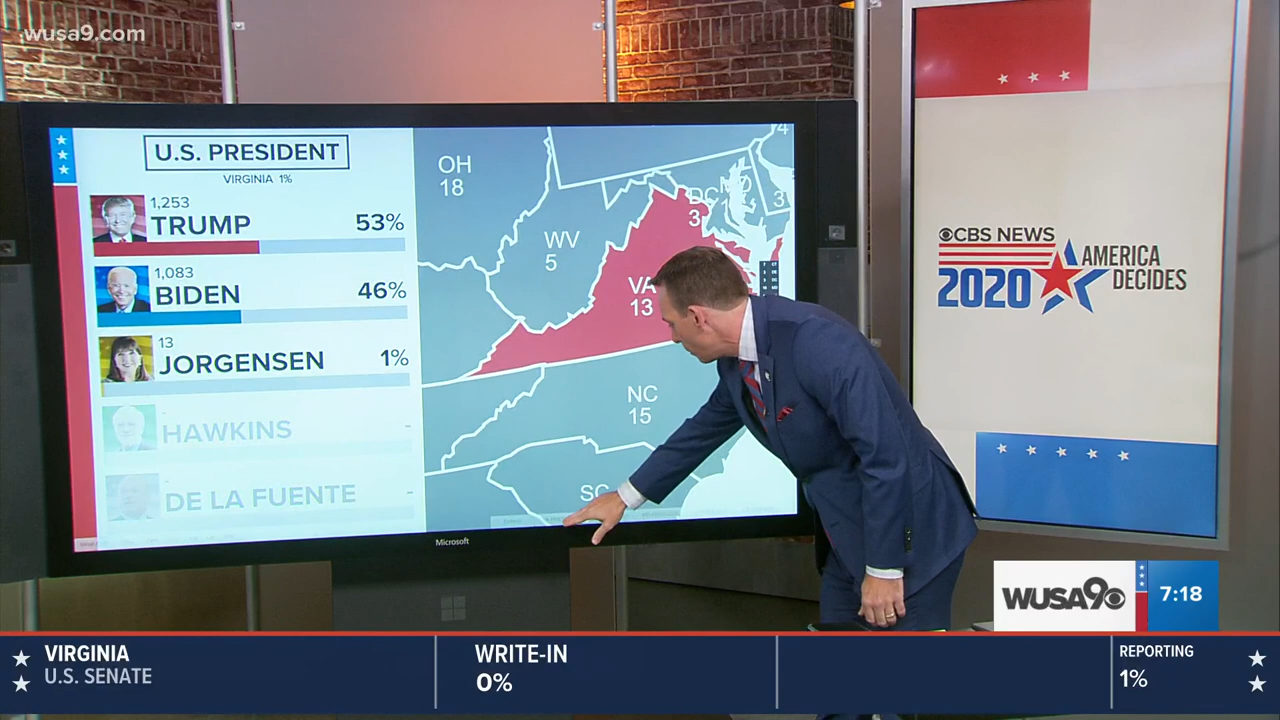 wusa9.com
U.S. PRESIDENT
VIRGINIA 1%
1,253
TRUMP 53%
1,083
BIDEN 46%
13
JORGENSEN 1%
-
HAWKINS -
-
DE LA FUENTE -
OH
18
WV
5
VA
13
NC
15
SC
DC
3
MD
4
3
Microsoft
CBS NEWS
2020
AMERICA
DECIDES
WUSA9
7:18
VIRGINIA
U.S. SENATE
WRITE-IN
0%
REPORTING
1%